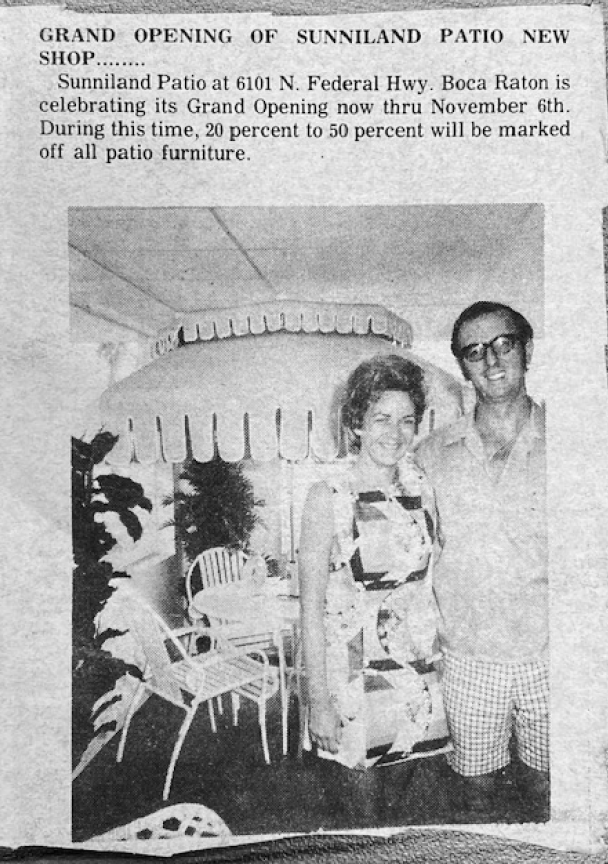 GRAND OPENING OF SUNNILAND PATIO NEW
SHOP........
Sunniland Patio at 6101 N. Federal Hwy. Boca Raton is
celebrating its Grand Opening now thru November 6th.
During this time, 20 percent to 50 percent will be marked
off all patio furniture.